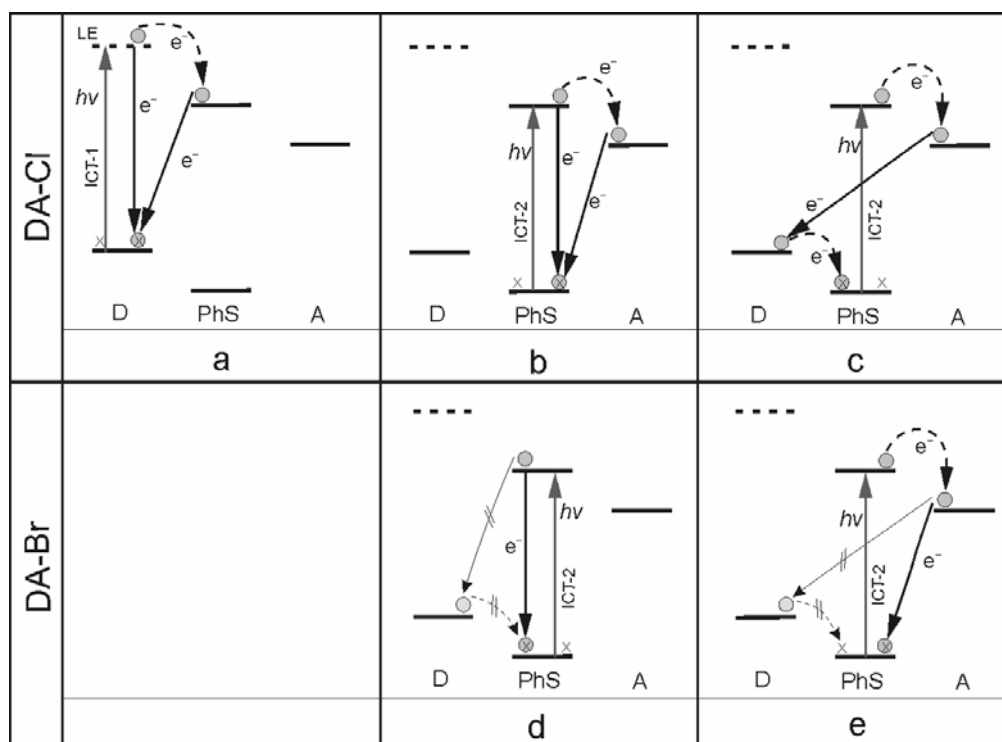 DA-Cl
LE
e⁻
hν
e⁻
e⁻
ICT-1
x
x
D PhS A
a
e⁻
hν
e⁻
e⁻
ICT-2
x
x
D PhS A
b
e⁻
hν
e⁻
ICT-2
e⁻
x
x
D PhS A
c
DA-Br
hν
e⁻
ICT-2
x
x
D PhS A
d
e⁻
hν
e⁻
ICT-2
x
x
D PhS A
e